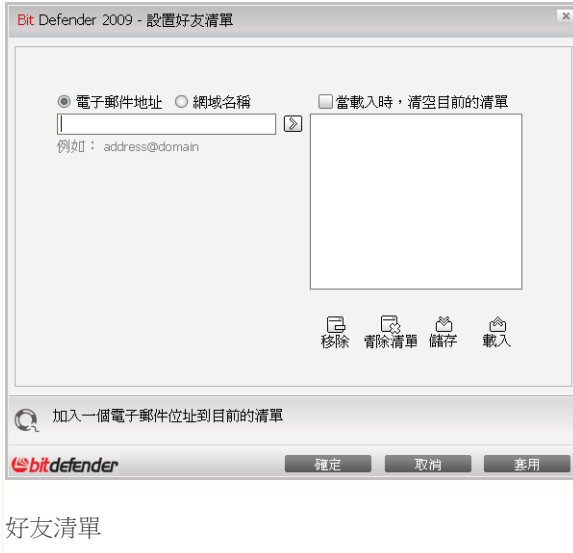 Bit Defender 2009 - 設置好友清單
電子郵件地址 網域名稱
當載入時，清空目前的清單
例如： address@domain
移除 青除清單 儲存 載入
加入一個電子郵件位址到目前的清單
bitdefender
確定 取消 套用
好友清單